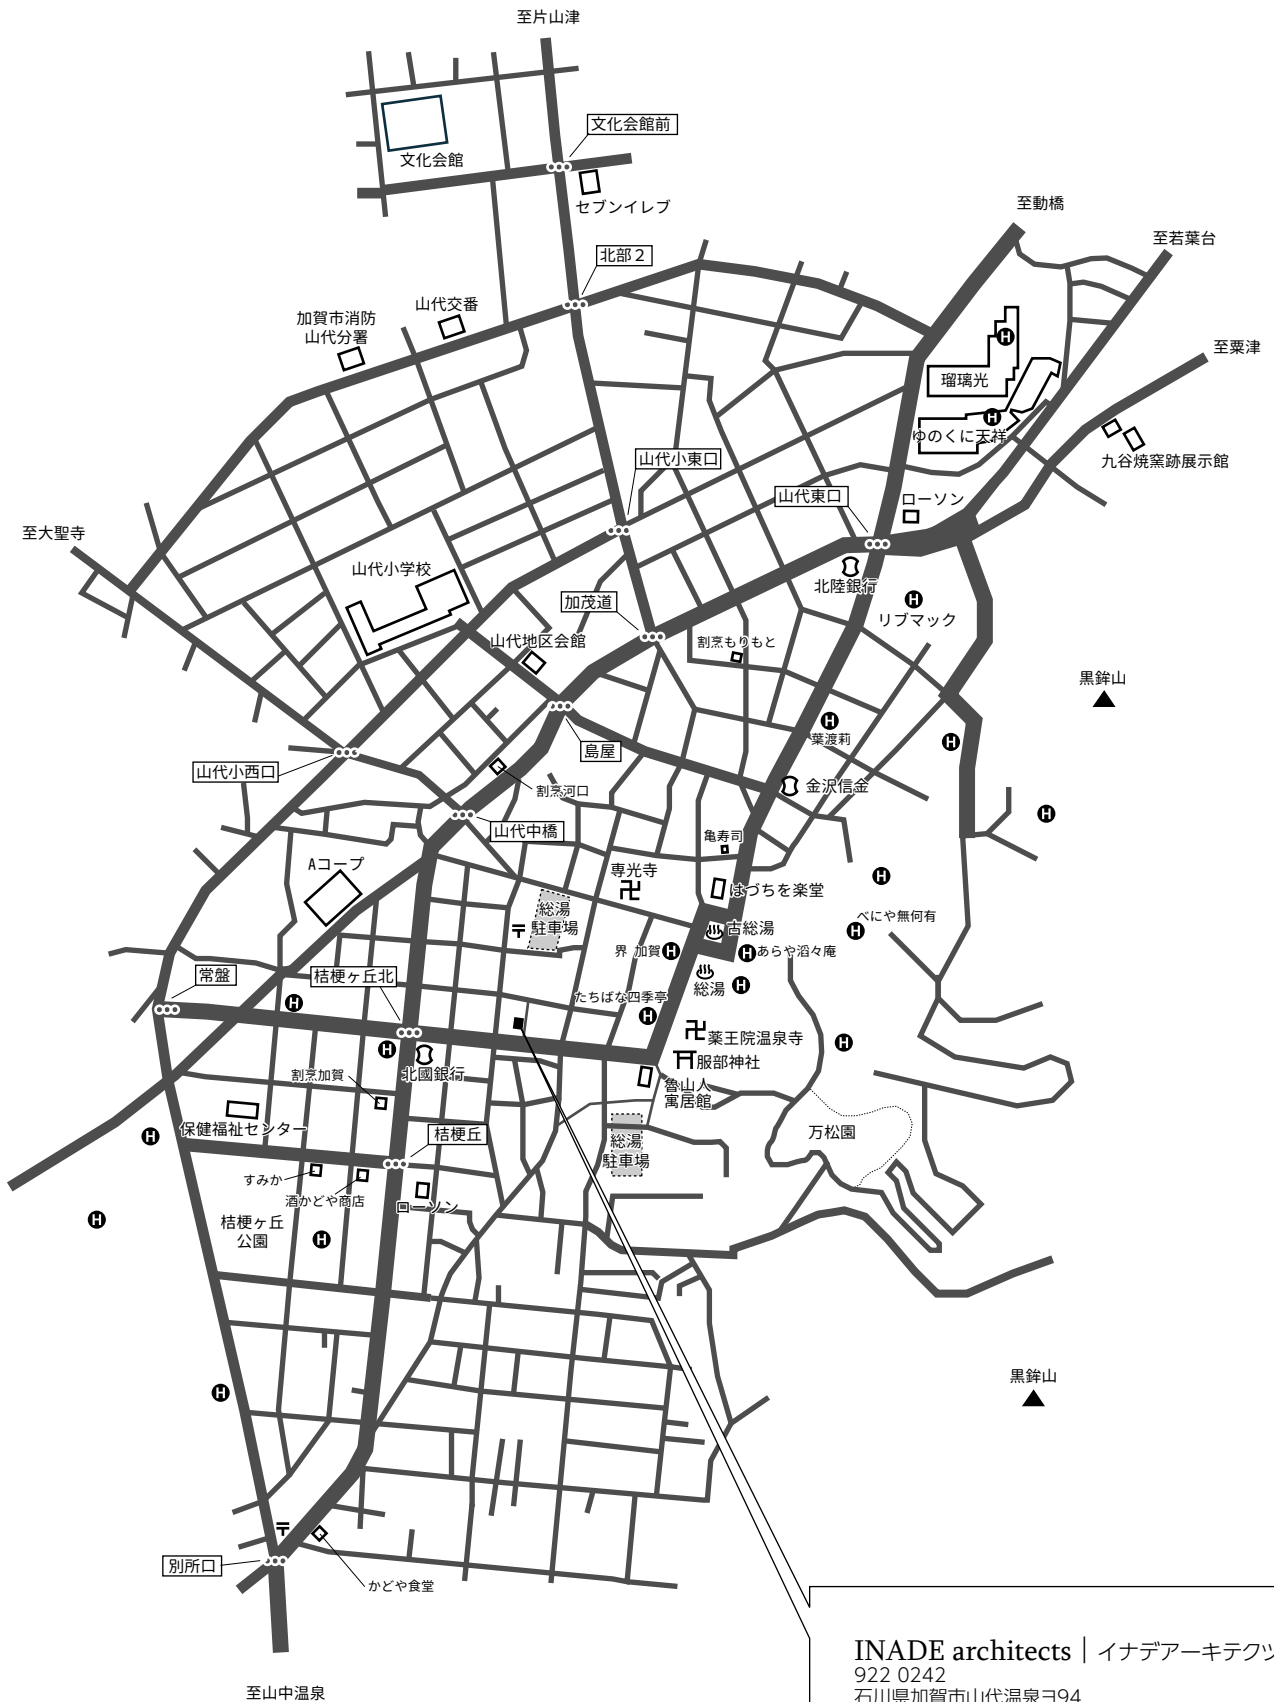 至片山津
文化会館前
文化会館
セブンイレブ
至動橋
至若葉台
北部２
山代交番
加賀市消防
山代分署
至粟津
瑠璃光
ゆのくに天祥
九谷焼窯跡展示館
山代小東口
山代東口
ローソン
至大聖寺
山代小学校
北陸銀行
加茂道
リブマック
山代地区会館
割烹もりもと
黒鉾山
葉渡莉
島屋
山代小西口
割烹河口
金沢信金
山代中橋
亀寿司
Aコープ
専光寺
はづちを楽堂
総湯
駐車場
古総湯
べにや無何有
界 加賀
あらや滔々庵
常盤
桔梗ヶ丘北
総湯
たちばな四季亭
薬王院温泉寺
服部神社
北國銀行
割烹加賀
魯山人
寓居館
保健福祉センター
桔梗丘
万松園
総湯
駐車場
すみか
酒かどや商店
ローソン
桔梗ヶ丘
公園
黒鉾山
別所口
かどや食堂
至山中温泉
INADE architects｜イナデアーキテクツ
922 0242
石川県加賀市山代温泉ヨ94